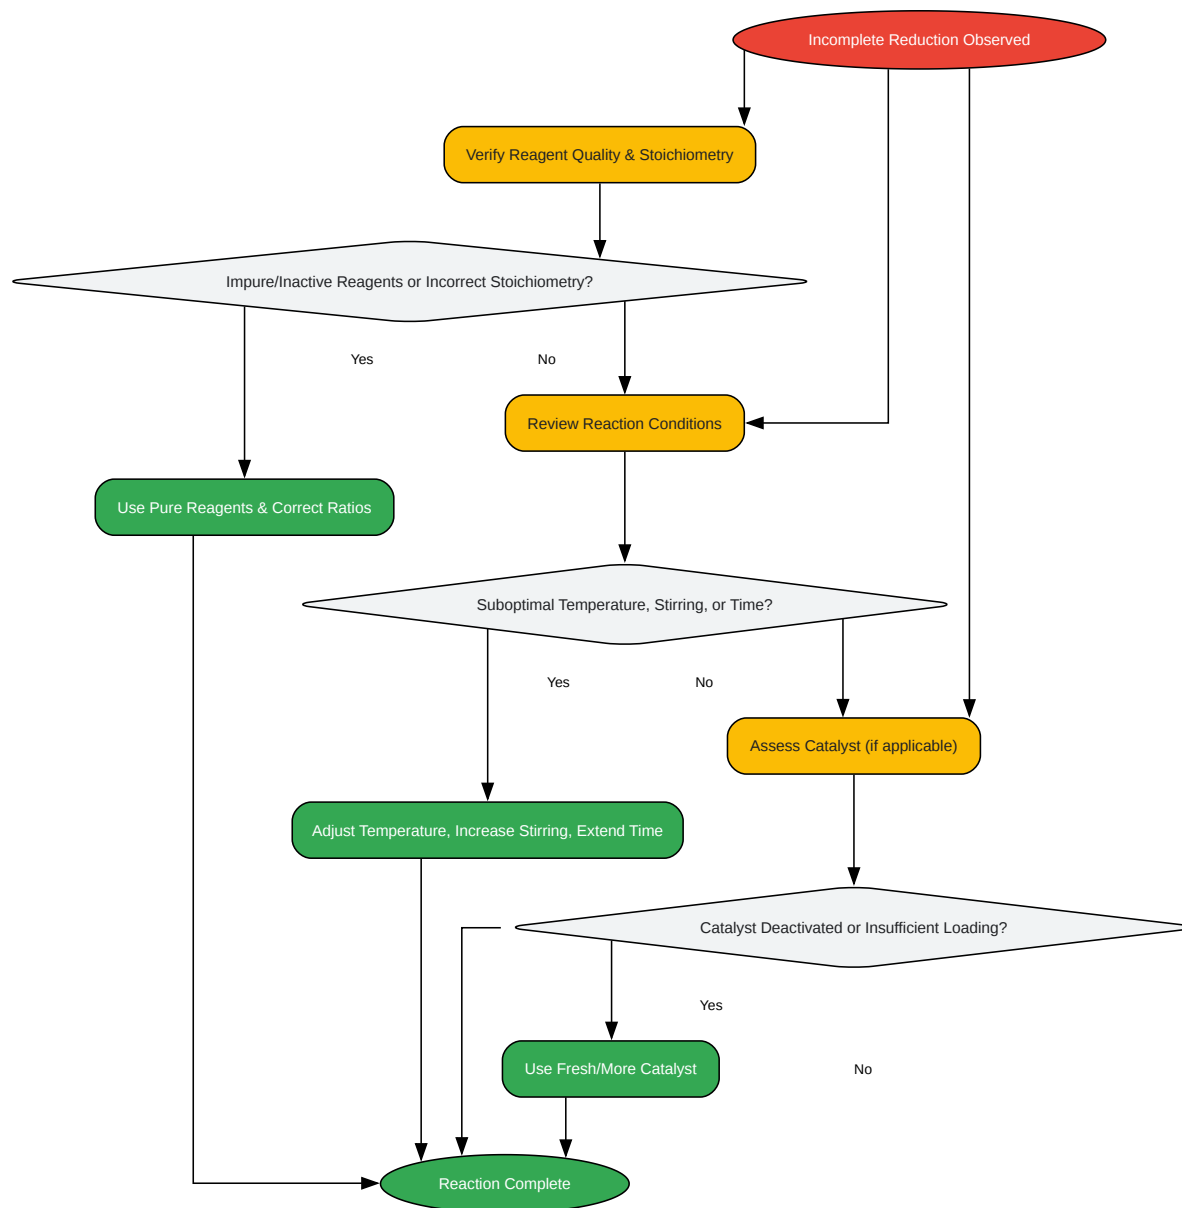 Incomplete Reduction Observed
Verify Reagent Quality & Stoichiometry
Impure/Inactive Reagents or Incorrect Stoichiometry?
Yes
No
Review Reaction Conditions
Use Pure Reagents & Correct Ratios
Suboptimal Temperature, Stirring, or Time?
Yes
No
Assess Catalyst (if applicable)
Adjust Temperature, Increase Stirring, Extend Time
Catalyst Deactivated or Insufficient Loading?
Yes
Use Fresh/More Catalyst
No
Reaction Complete